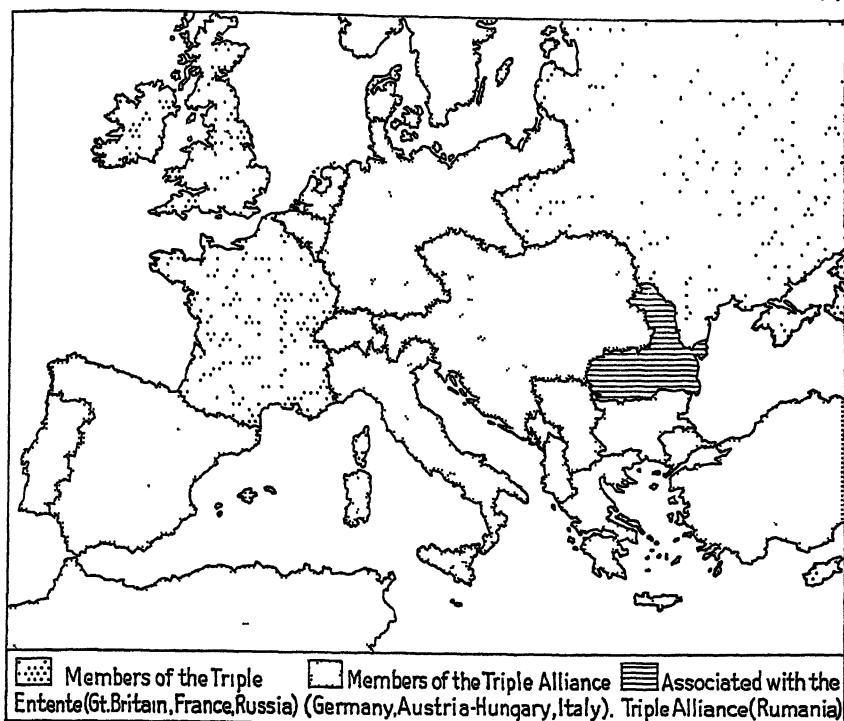 Members of the Triple
Entente(Gt.Britain,France,Russia)
Members of the Triple Alliance
(Germany,Austria-Hungary,Italy).
Associated with the
Triple Alliance(Rumania)